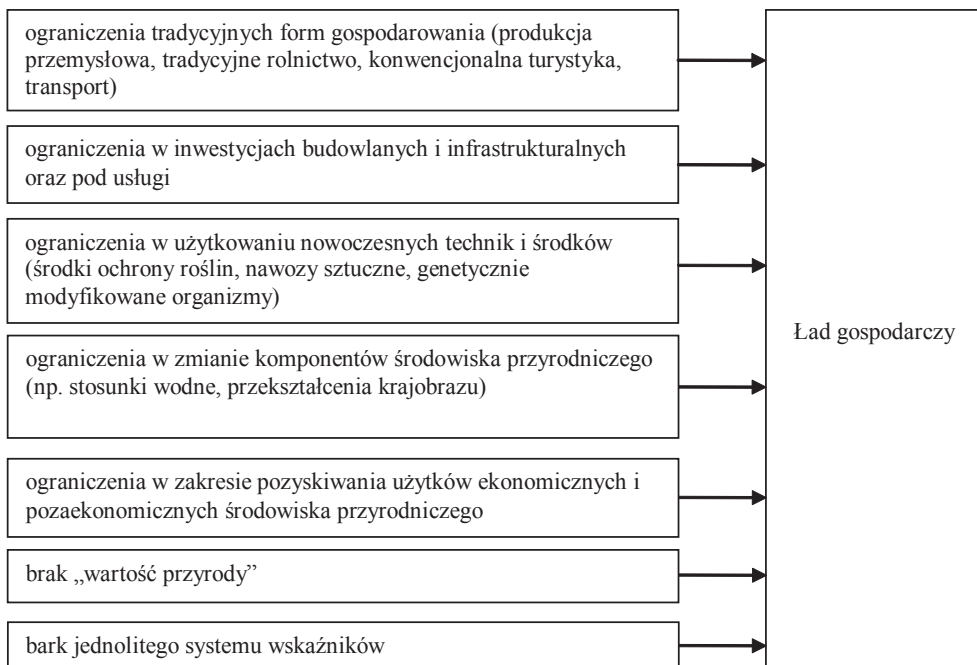 ograniczenia tradycyjnych form gospodarowania (produkcja
przemysłowa, tradycyjne rolnictwo, konwencjonalna turystyka,
transport)
ograniczenia w inwestycjach budowlanych i infrastrukturalnych
oraz pod usługi
ograniczenia w użytkowaniu nowoczesnych technik i środków
(środki ochrony roślin, nawozy sztuczne, genetycznie
modyfikowane organizmy)
ograniczenia w zmianie komponentów środowiska przyrodniczego
(np. stosunki wodne, przekształcenia krajobrazu)
ograniczenia w zakresie pozyskiwania użytków ekonomicznych i
pozaekonomicznych środowiska przyrodniczego
brak „wartość przyrody”
bark jednolitego systemu wskaźników
Ład gospodarczy